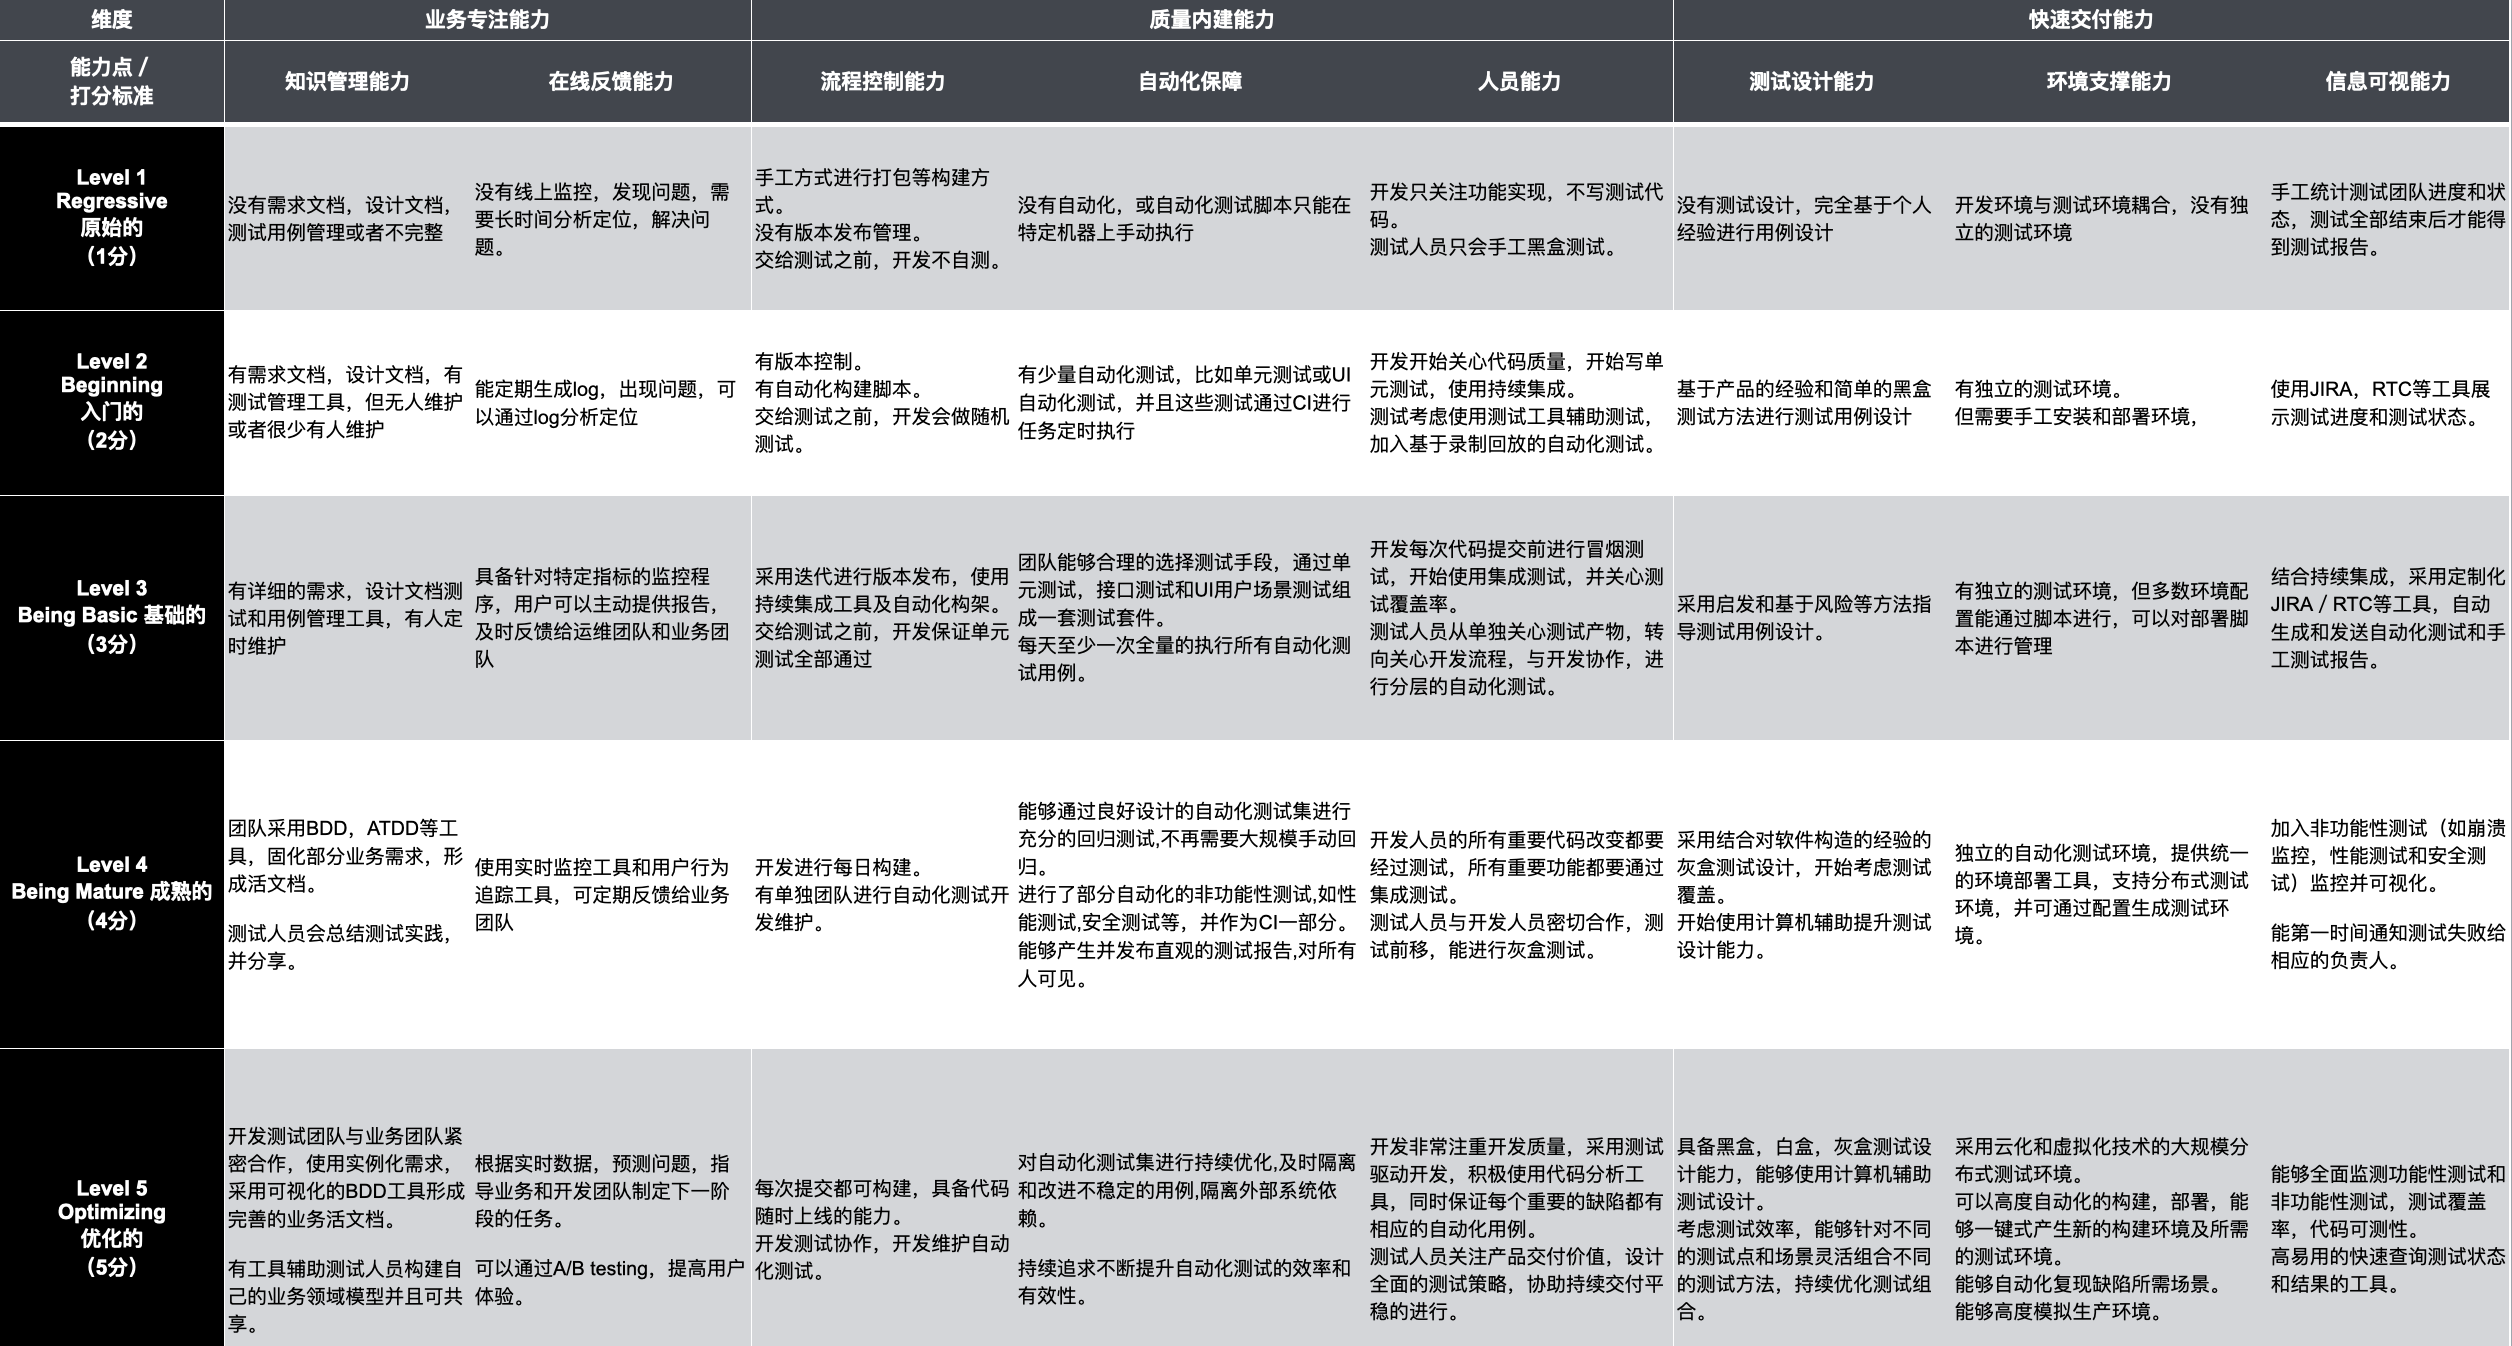 维度
业务专注能力
质量内建能力
快速交付能力
能力点 /
打分标准
知识管理能力
在线反馈能力
流程控制能力
自动化保障
人员能力
测试设计能力
环境支撑能力
信息可视能力
Level 1
Regressive
原始的
（1分）
没有需求文档，设计文档，
测试用例管理或者不完整
没有线上监控，发现问题，需
要长时间分析定位，解决问
题。
手工方式进行打包等构建方
式。
没有版本发布管理。
交给测试之前，开发不自测。
没有自动化，或自动化测试脚本只能在
特定机器上手动执行
开发只关注功能实现，不写测试代
码。
测试人员只会手工黑盒测试。
没有测试设计，完全基于个人
经验进行用例设计
开发环境与测试环境耦合，没有独
立的测试环境
手工统计测试团队进度和状
态，测试全部结束后才能得
到测试报告。
Level 2
Beginning
入门的
（2分）
有需求文档，设计文档，有
测试管理工具，但无人维护
或者很少有人维护
能定期生成log，出现问题，可
以通过log分析定位
有版本控制。
有自动化构建脚本。
交给测试之前，开发会做随机
测试。
有少量自动化测试，比如单元测试或UI
自动化测试，并且这些测试通过CI进行
任务定时执行
开发开始关心代码质量，开始写单
元测试，使用持续集成。
测试考虑使用测试工具辅助测试，
加入基于录制回放的自动化测试。
基于产品的经验和简单的黑盒
测试方法进行测试用例设计
有独立的测试环境。
但需要手工安装和部署环境，
使用JIRA，RTC等工具展
示测试进度和测试状态。
Level 3
Being Basic 基础的
（3分）
有详细的需求，设计文档测
试和用例管理工具，有人定
时维护
具备针对特定指标的监控程
序，用户可以主动提供报告，
及时反馈给运维团队和业务团
队
采用迭代进行版本发布，使用
持续集成工具及自动化构架。
交给测试之前，开发保证单元
测试全部通过
团队能够合理的选择测试手段，通过单
元测试，接口测试和UI用户场景测试组
成一套测试套件。
每天至少一次全量的执行所有自动化测
试用例。
开发每次代码提交前进行冒烟测
试，开始使用集成测试，并关心测
试覆盖率。
测试人员从单独关心测试产物，转
向关心开发流程，与开发协作，进
行分层的自动化测试。
采用启发和基于风险等方法指
导测试用例设计。
有独立的测试环境，但多数环境配
置能通过脚本进行，可以对部署脚
本进行管理
结合持续集成，采用定制化
JIRA / RTC等工具，自动
生成和发送自动化测试和手
工测试报告。
Level 4
Being Mature 成熟的
（4分）
团队采用BDD，ATDD等工
具，固化部分业务需求，形
成活文档。
测试人员会总结测试实践，
并分享。
使用实时监控工具和用户行为
追踪工具，可定期反馈给业务
团队
开发进行每日构建。
有单独团队进行自动化测试开
发维护。
能够通过良好设计的自动化测试集进行
充分的回归测试,不再需要大规模手动回
归。
进行了部分自动化的非功能性测试,如性
能测试,安全测试等，并作为CI一部分。
能够产生并发布直观的测试报告,对所有
人可见。
开发人员的所有重要代码改变都要
经过测试，所有重要功能都要通过
集成测试。
测试人员与开发人员密切合作，测
试前移，能进行灰盒测试。
采用结合对软件构造的经验的
灰盒测试设计，开始考虑测试
覆盖。
开始使用计算机辅助提升测试
设计能力。
独立的自动化测试环境，提供统一
的环境部署工具，支持分布式测试
环境，并可通过配置生成测试环
境。
加入非功能性测试（如崩溃
监控，性能测试和安全测
试）监控并可视化。
能第一时间通知测试失败给
相应的负责人。
Level 5
Optimizing
优化的
（5分）
开发测试团队与业务团队紧
密合作，使用实例化需求，
采用可视化的BDD工具形成
完善的业务活文档。
有工具辅助测试人员构建自
己的业务领域模型并且可共
享。
根据实时数据，预测问题，指
导业务和开发团队制定下一阶
段的任务。
可以通过A/B testing，提高用户
体验。
每次提交都可构建，具备代码
随时上线的能力。
开发测试协作，开发维护自动
化测试。
对自动化测试集进行持续优化,及时隔离
和改进不稳定的用例,隔离外部系统依
赖。
持续追求不断提升自动化测试的效率和
有效性。
开发非常注重开发质量，采用测试
驱动开发，积极使用代码分析工
具，同时保证每个重要的缺陷都有
相应的自动化用例。
测试人员关注产品交付价值，设计
全面的测试策略，协助持续交付平
稳的进行。
具备黑盒，白盒，灰盒测试设
计能力，能够使用计算机辅助
测试设计。
考虑测试效率，能够针对不同
的测试点和场景灵活组合不同
的测试方法，持续优化测试组
合。
采用云化和虚拟化技术的大规模分
布式测试环境。
可以高度自动化的构建，部署，能
够一键式产生新的构建环境及所需
的测试环境。
能够自动化复现缺陷所需场景。
能够高度模拟生产环境。
能够全面监测功能性测试和
非功能性测试，测试覆盖
率，代码可测性。
高易用的快速查询测试状态
和结果的工具。